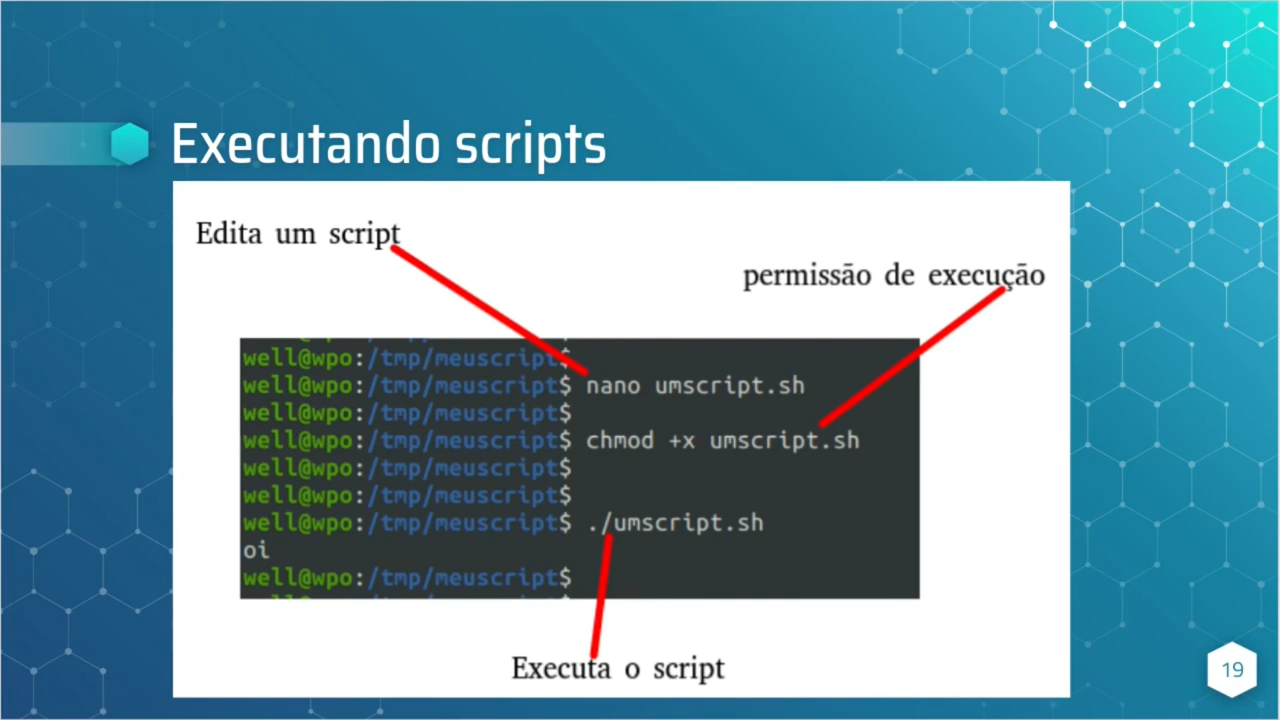 Executando scripts
Edita um script
permissão de execução
well@wpo:/tmp/meuscript$
well@wpo:/tmp/meuscript$ nano umscript.sh
well@wpo:/tmp/meuscript$
well@wpo:/tmp/meuscript$ chmod +x umscript.sh
well@wpo:/tmp/meuscript$
well@wpo:/tmp/meuscript$
well@wpo:/tmp/meuscript$ ./umscript.sh
oi
well@wpo:/tmp/meuscript$
Executa o script
19